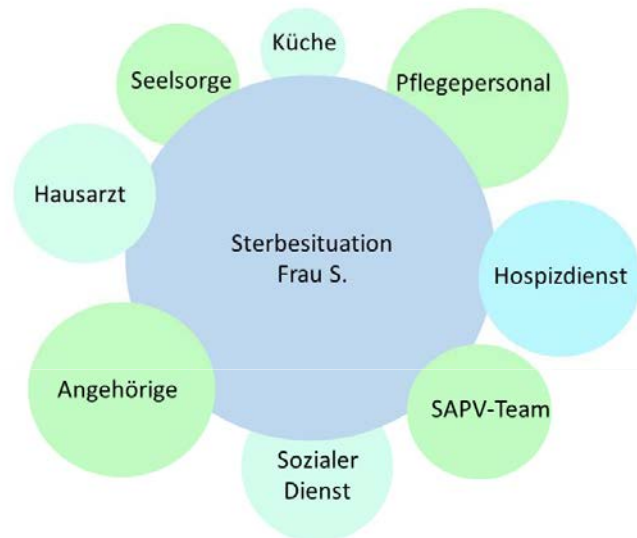 Küche
Seelsorge
Pflegepersonal
Hausarzt
Sterbesituation
Frau S.
Hospizdienst
Angehörige
SAPV-Team
Sozialer
Dienst